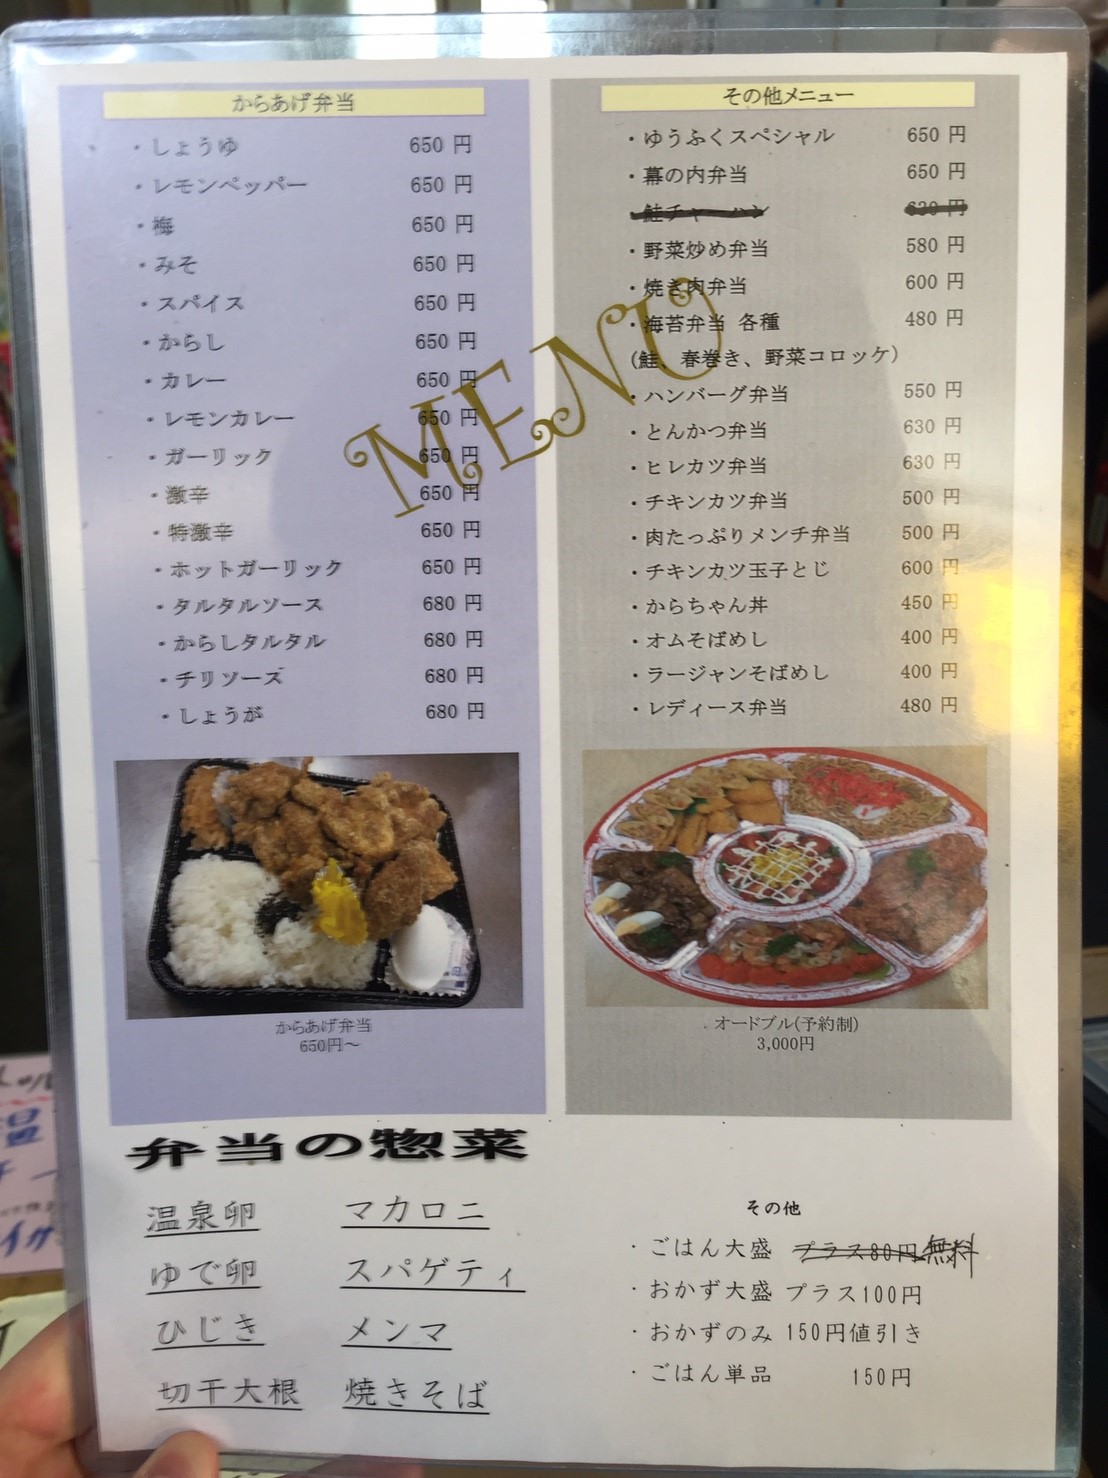 からあげ弁当
・しょうゆ 650 円
・レモンペッパー 650 円
・梅 650 円
・みそ 650 円
・スパイス 650 円
・からし 650 円
・カレー 650 円
・レモンカレー 650 円
・ガーリック 650 円
・激辛 650 円
・特激辛 650 円
・ホットガーリック 650 円
・タルタルソース 680 円
・からしタルタル 680 円
・チリソーズ 680 円
・しょうが 680 円
からあげ弁当
650円～
MENU
その他メニュー
・ゆうふくスペシャル 650 円
・幕の内弁当 650 円
・鮭チャーハン 630 円
・野菜炒め弁当 580 円
・焼き肉弁当 600 円
・海苔弁当 各種 480 円
(鮭、春巻き、野菜コロッケ)
・ハンバーグ弁当 550 円
・とんかつ弁当 630 円
・ヒレカツ弁当 630 円
・チキンカツ弁当 500 円
・肉たっぷりメンチ弁当 500 円
・チキンカツ玉子とじ 600 円
・からちゃん丼 450 円
・オムそばめし 400 円
・ラージャンそばめし 400 円
・レディース弁当 480 円
オードブル(予約制)
3,000円
弁当の惣菜
温泉卵 マカロニ
ゆで卵 スパゲティ
ひじき メンマ
切干大根 焼きそば
その他
・ごはん大盛 プラス80円 無料
・おかず大盛 プラス100円
・おかずのみ 150円値引き
・ごはん単品 150円